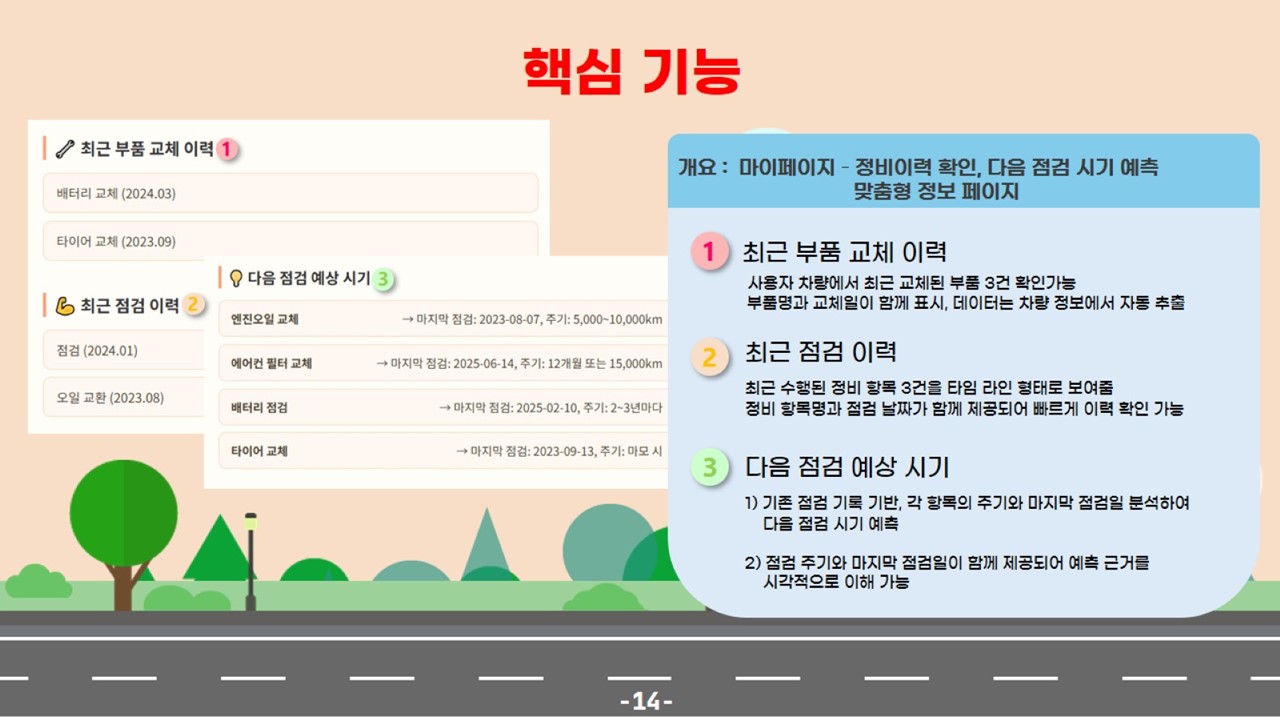 핵심 기능
최근 부품 교체 이력 1
배터리 교체 (2024.03)
타이어 교체 (2023.09)
최근 점검 이력 2
점검 (2024.01)
오일 교환 (2023.08)
다음 점검 예상 시기 3
엔진오일 교체 → 마지막 점검: 2023-08-07, 주기: 5,000~10,000km
에어컨 필터 교체 → 마지막 점검: 2025-06-14, 주기: 12개월 또는 15,000km
배터리 점검 → 마지막 점검: 2025-02-10, 주기: 2~3년마다
타이어 교체 → 마지막 점검: 2023-09-13, 주기: 마모 시
개요 : 마이페이지 - 정비이력 확인, 다음 점검 시기 예측
맞춤형 정보 페이지
1 최근 부품 교체 이력
사용자 차량에서 최근 교체된 부품 3건 확인가능
부품명과 교체일이 함께 표시, 데이터는 차량 정보에서 자동 추출
2 최근 점검 이력
최근 수행된 정비 항목 3건을 타임 라인 형태로 보여줌
정비 항목명과 점검 날짜가 함께 제공되어 빠르게 이력 확인 가능
3 다음 점검 예상 시기
1) 기존 점검 기록 기반, 각 항목의 주기와 마지막 점검일 분석하여
다음 점검 시기 예측
2) 점검 주기와 마지막 점검일이 함께 제공되어 예측 근거를
시각적으로 이해 가능
-14-